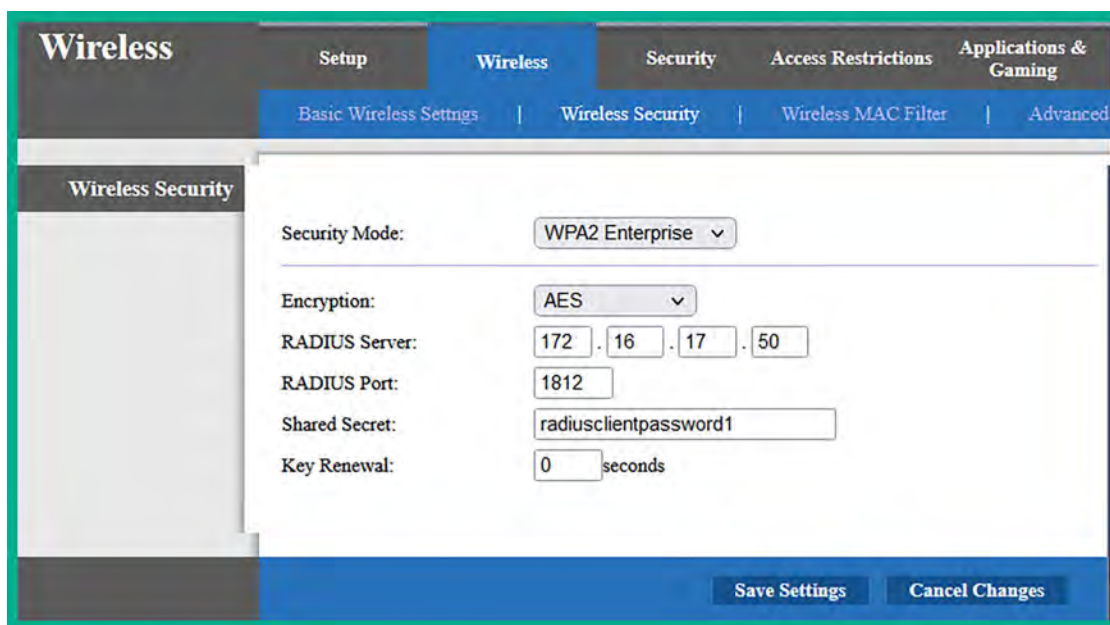 Wireless
Setup Wireless Security Access Restrictions Applications & Gaming
Basic Wireless Settngs | Wireless Security | Wireless MAC Filter | Advanced
Wireless Security
Security Mode: WPA2 Enterprise
Encryption: AES
RADIUS Server: 172 . 16 . 17 . 50
RADIUS Port: 1812
Shared Secret: radiusclientpassword1
Key Renewal: 0 seconds
Save Settings Cancel Changes